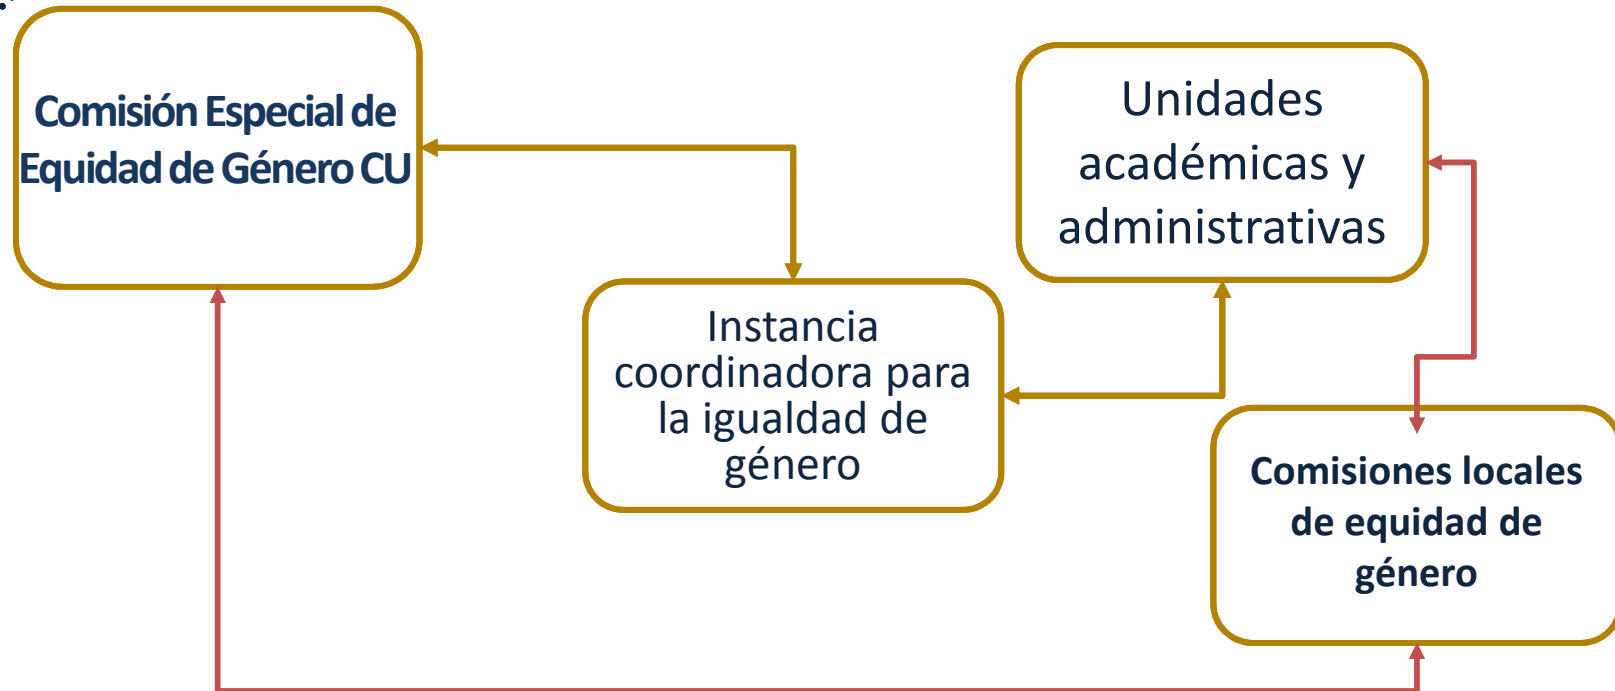 Comisión Especial de
Equidad de Género CU
Unidades
académicas y
administrativas
Instancia
coordinadora para
la igualdad de
género
Comisiones locales
de equidad de
género